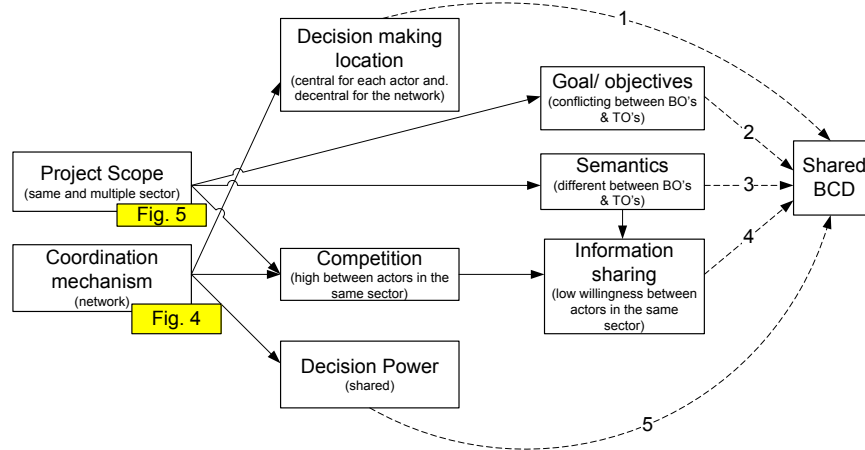 1
Decision making
location
(central for each actor and.
decentral for the network)
Goal/ objectives
(conflicting between BO's
& TO's)
2
Project Scope
(same and multiple sector)
Fig. 5
Semantics
(different between BO's
& TO's)
3
Shared
BCD
4
Coordination
mechanism
(network)
Fig. 4
Competition
(high between actors in the
same sector)
Information
sharing
(low willingness between
actors in the same
sector)
Decision Power
(shared)
5